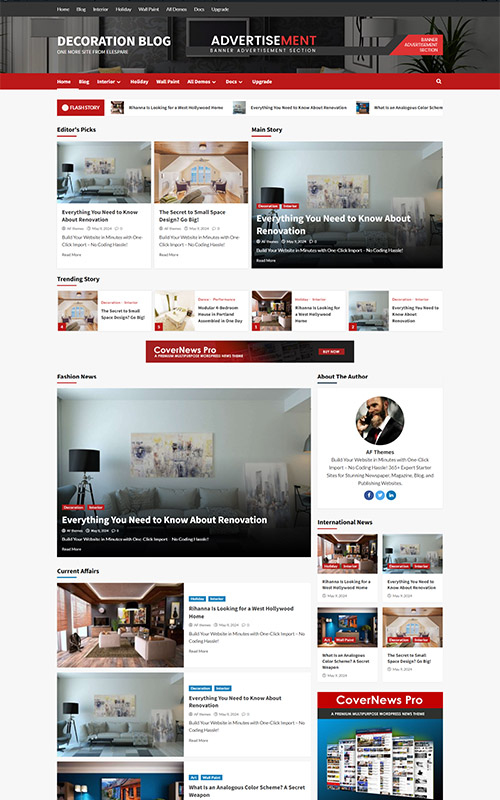 Home Blog Interior Holiday Wall Paint All Demos Docs Upgrade
DECORATION BLOG
ONE MORE SITE FROM ELESPARE
ADVERTISEMENT
BANNER ADVERTISEMENT SECTION
BANNER
ADVERTISEMENT
SECTION
Home Blog Interior Holiday Wall Paint All Demos Docs Upgrade
FLASH STORY
Rihanna Is Looking for a West Hollywood Home
Everything You Need to Know About Renovation
What Is an Analogous Color Scheme
Editor's Picks
Everything You Need to Know
About Renovation
AF Themes May 9, 2024 0
Build Your Website in Minutes with One-
Click Import – No Coding Hassle!
Read More
The Secret to Small Space
Design? Go Big!
AF Themes May 9, 2024 0
Build Your Website in Minutes with One-
Click Import – No Coding Hassle!
Read More
Main Story
Decoration Interior
Everything You Need to Know About
Renovation
AF Themes May 9, 2024 0
Build Your Website in Minutes with One-Click Import – No Coding Hassle!
Read More
Trending Story
4
Decoration Interior
The Secret to Small
Space Design? Go Big!
5
Decor Performance
Modular 4-Bedroom
House in Portland
Assembled in One Day
1
Holiday Interior
Rihanna Is Looking for
a West Hollywood
Home
2
Decoration Interior
Everything You Need to
Know About
Renovation
CoverNews Pro
A PREMIUM MULTIPURPOSE WORDPRESS NEWS THEME
BUY NOW
Fashion News
Decoration Interior
Everything You Need to Know About Renovation
AF Themes May 9, 2024 0
Build Your Website in Minutes with One-Click Import – No Coding Hassle!
Read More
About The Author
AF Themes
Build Your Website in Minutes with One-Click
Import – No Coding Hassle! 365+ Expert Starter
Sites for Stunning Newspaper, Magazine, Blog, and
Publishing Websites.
International News
Holiday Interior
Rihanna Is Looking for a
West Hollywood Home
May 9, 2024
Decoration Interior
Everything You Need to
Know About Renovation
May 9, 2024
Art Wall Paint
What Is an Analogous
Color Scheme? A Secret
Weapon
May 9, 2024
Decoration Interior
The Secret to Small
Space Design? Go Big!
May 9, 2024
Current Affairs
Holiday Interior
Rihanna Is Looking for a West Hollywood
Home
AF Themes May 9, 2024 0
Build Your Website in Minutes with One-Click Import – No
Coding Hassle!
Read More
Decoration Interior
Everything You Need to Know About
Renovation
AF Themes May 9, 2024 0
Build Your Website in Minutes with One-Click Import – No
Coding Hassle!
Read More
Art Wall Paint
What Is an Analogous Color Scheme? A Secret
Weapon
CoverNews Pro
A PREMIUM MULTIPURPOSE WORDPRESS NEWS THEME